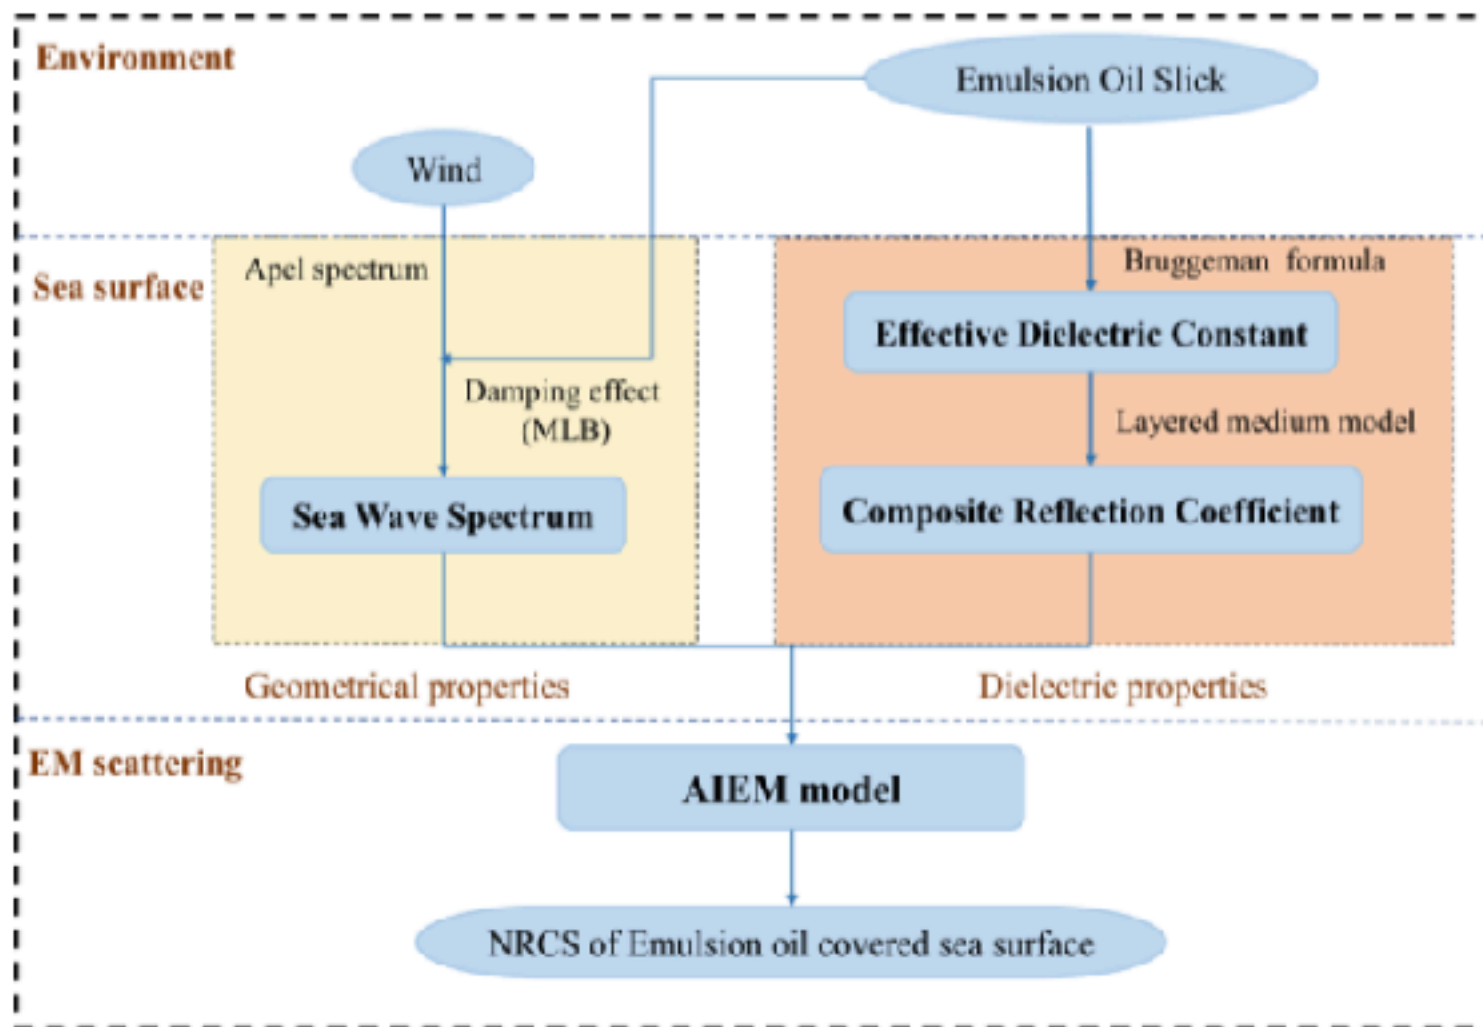 Environment
Emulsion Oil Slick
Wind
Sea surface
Apel spectrum
Bruggeman formula
Effective Dielectric Constant
Damping effect
(MLB)
Layered medium model
Sea Wave Spectrum
Composite Reflection Coefficient
Geometrical properties
Dielectric properties
EM scattering
AIEM model
NRCS of Emulsion oil covered sea surface